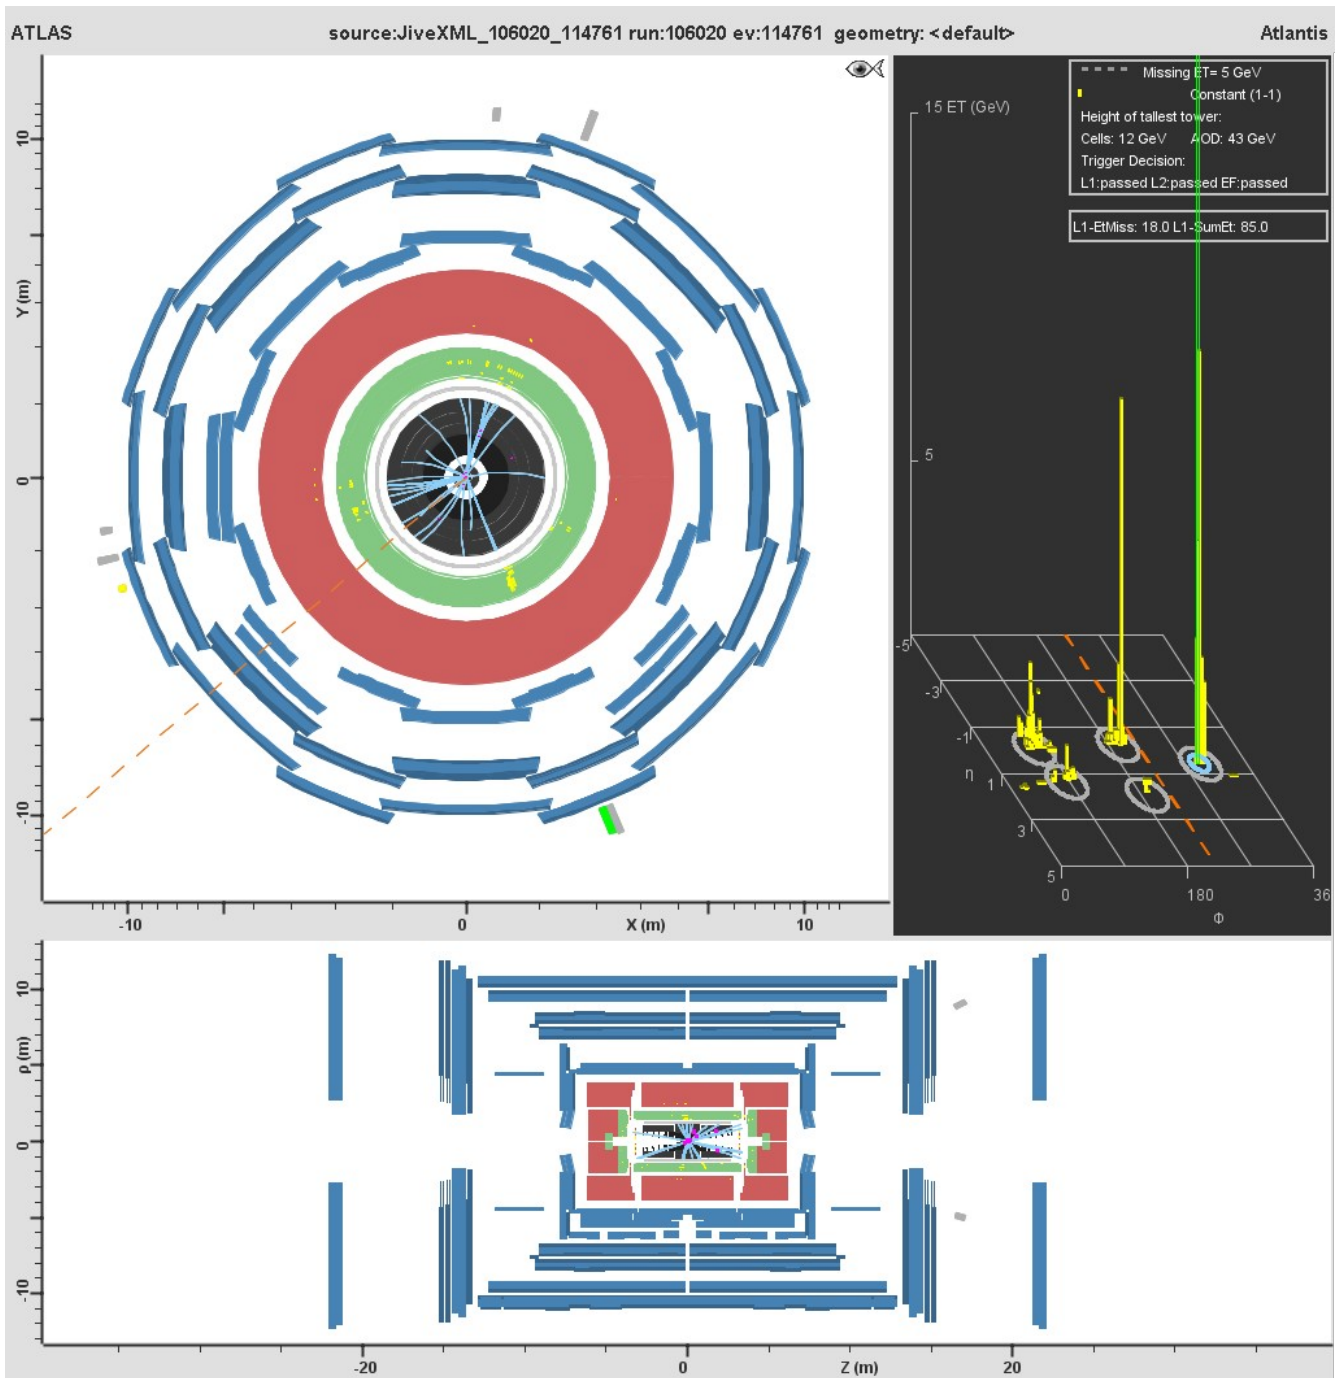 ATLAS source:JiveXML_106020_114761 run:106020 ev:114761 geometry: <default> Atlantis
Missing ET= 5 GeV
Constant (1-1)
Height of tallest tower:
Cells: 12 GeV AOD: 43 GeV
Trigger Decision:
L1:passed L2:passed EF:passed
L1-EtMiss: 18.0 L1-SumEt: 85.0
15 ET (GeV)
5
-5
-3
-1
η
1
3
5
0 180 36
Φ
10
Y (m)
0
-10
-10 0 X (m) 10
10
ρ (m)
0
-10
-20 0 Z (m) 20